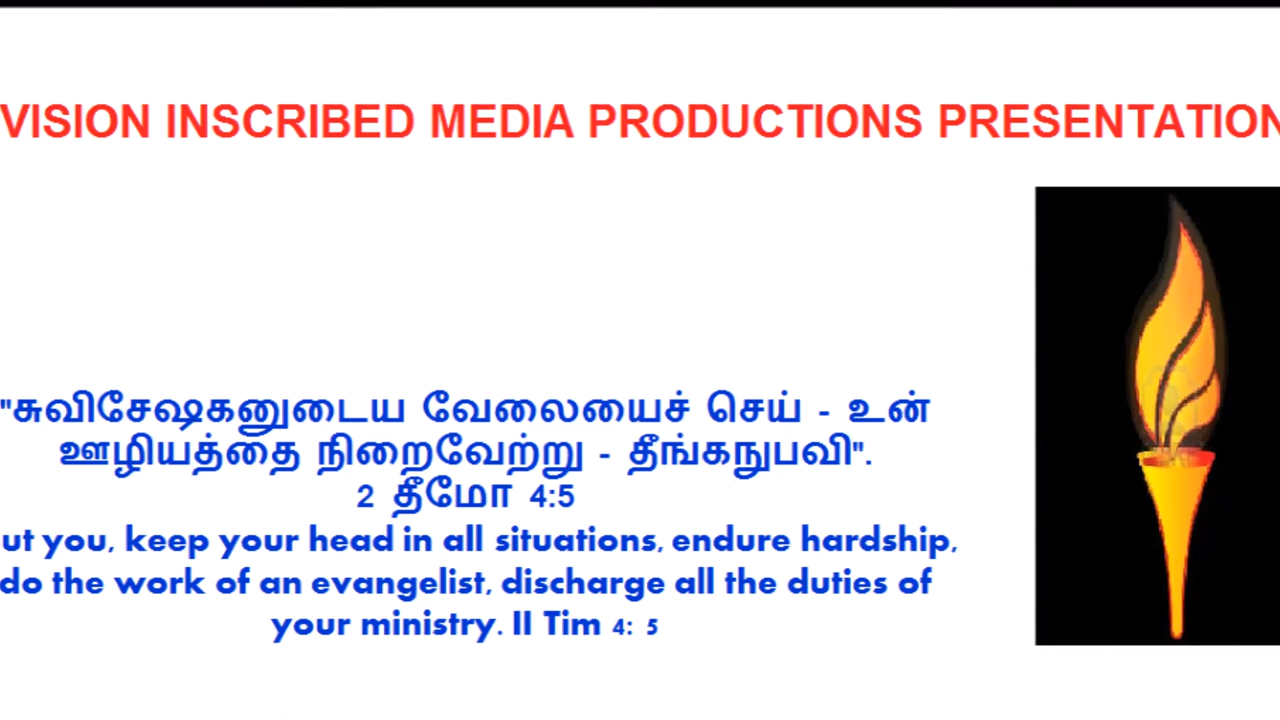 VISION INSCRIBED MEDIA PRODUCTIONS PRESENTATION
"சுவிசேஷகனுடைய வேலையைச் செய் - உன்
ஊழியத்தை நிறைவேற்று - தீங்கநுபவி".
2 தீமோ 4:5
ut you, keep your head in all situations, endure hardship,
do the work of an evangelist, discharge all the duties of
your ministry. II Tim 4: 5